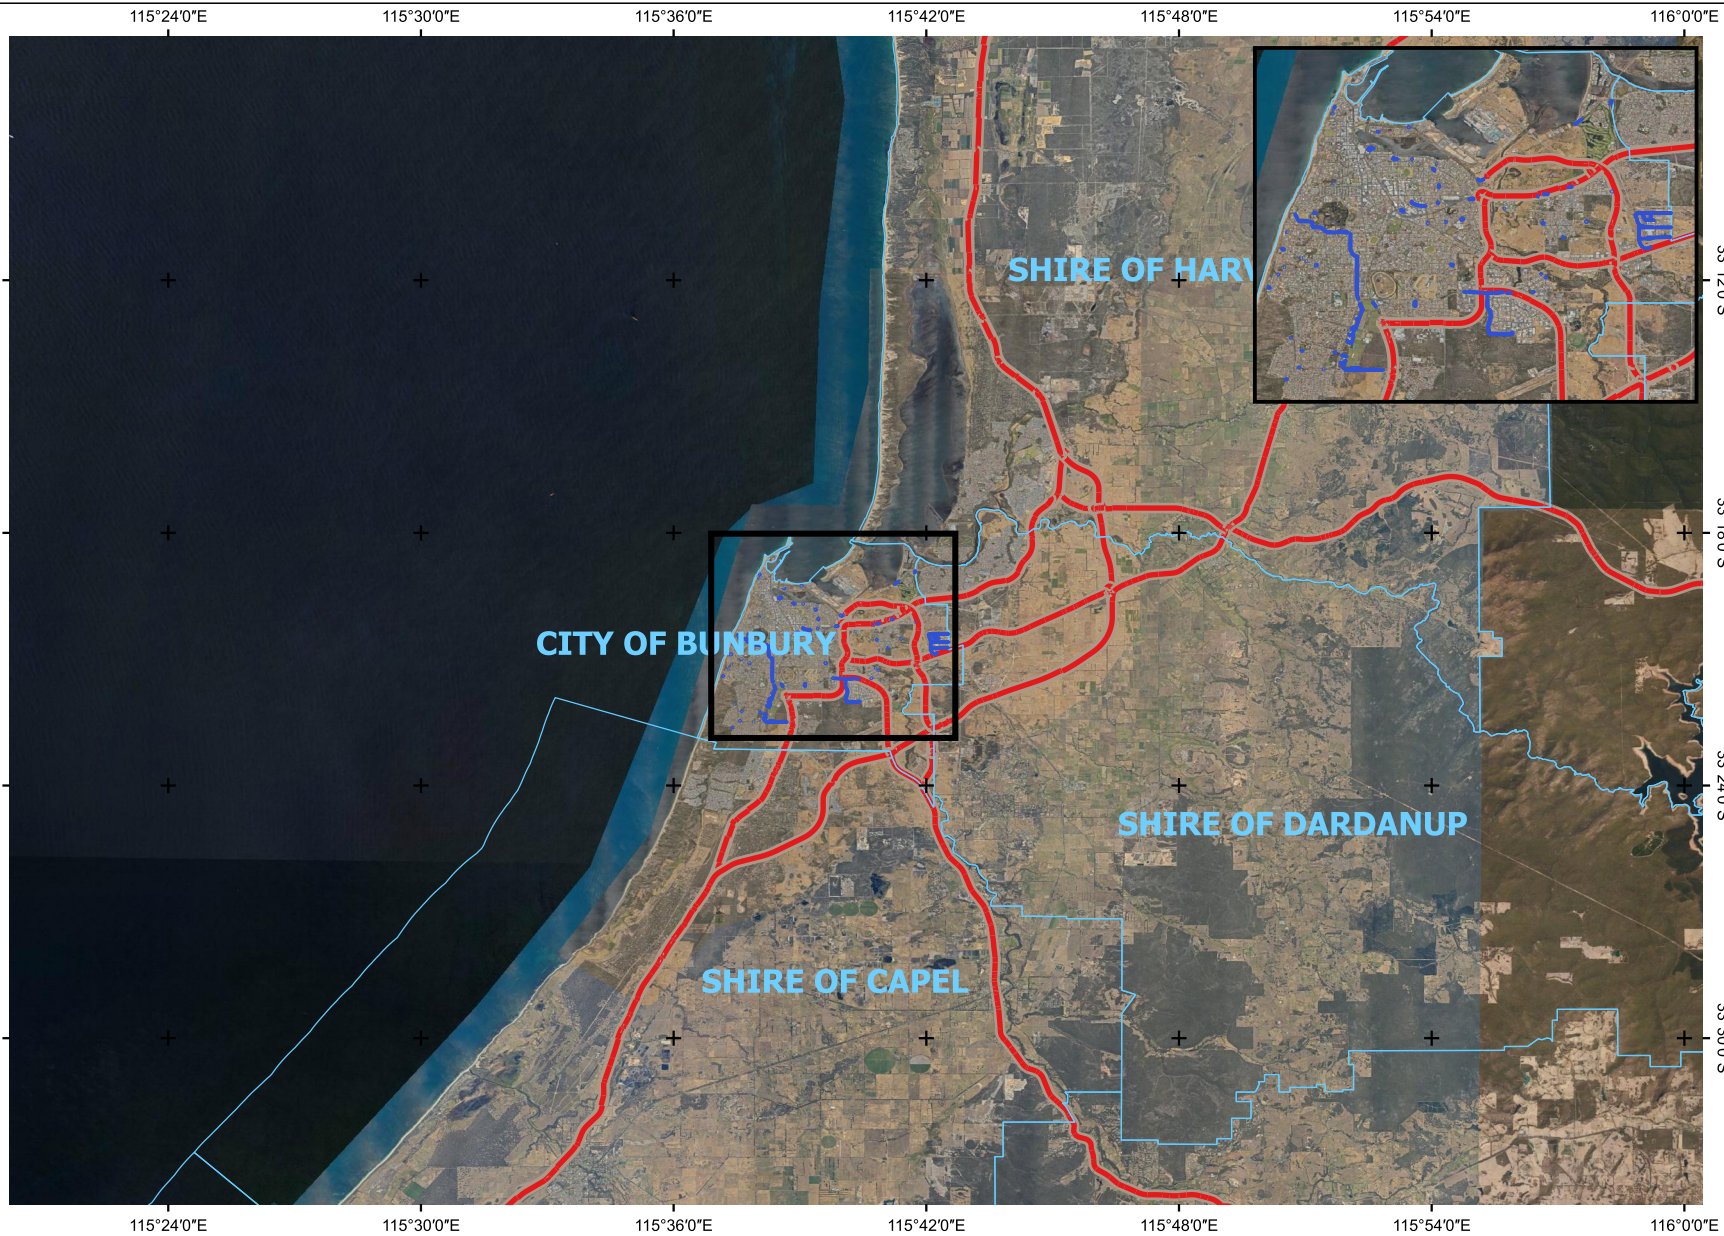 115°24'0"E 115°30'0"E 115°36'0"E 115°42'0"E 115°48'0"E 115°54'0"E 116°0'0"E
SHIRE OF HARV
CITY OF BUNBURY
SHIRE OF DARDANUP
SHIRE OF CAPEL
115°24'0"E 115°30'0"E 115°36'0"E 115°42'0"E 115°48'0"E 115°54'0"E 116°0'0"E